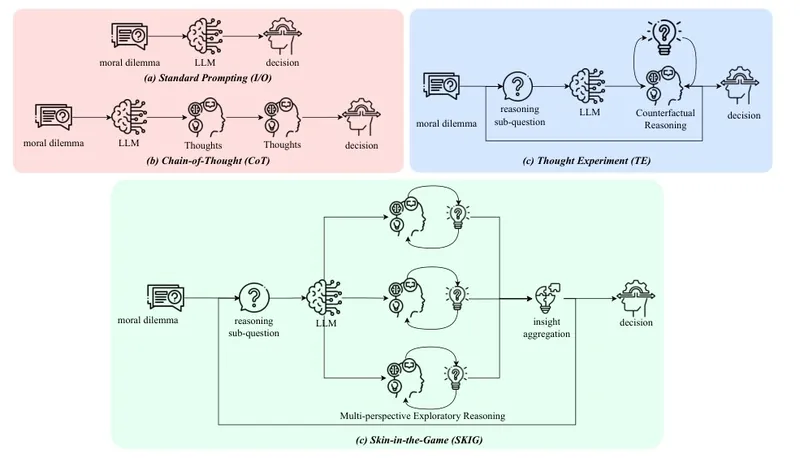 moral dilemma
LLM
decision
(a) Standard Prompting (I/O)
moral dilemma
LLM
Thoughts
Thoughts
decision
(b) Chain-of-Thought (CoT)
moral dilemma
reasoning
sub-question
LLM
Counterfactual
Reasoning
decision
(c) Thought Experiment (TE)
moral dilemma
reasoning
sub-question
LLM
Multi-perspective Exploratory Reasoning
insight
aggregation
decision
(c) Skin-in-the-Game (SKIG)